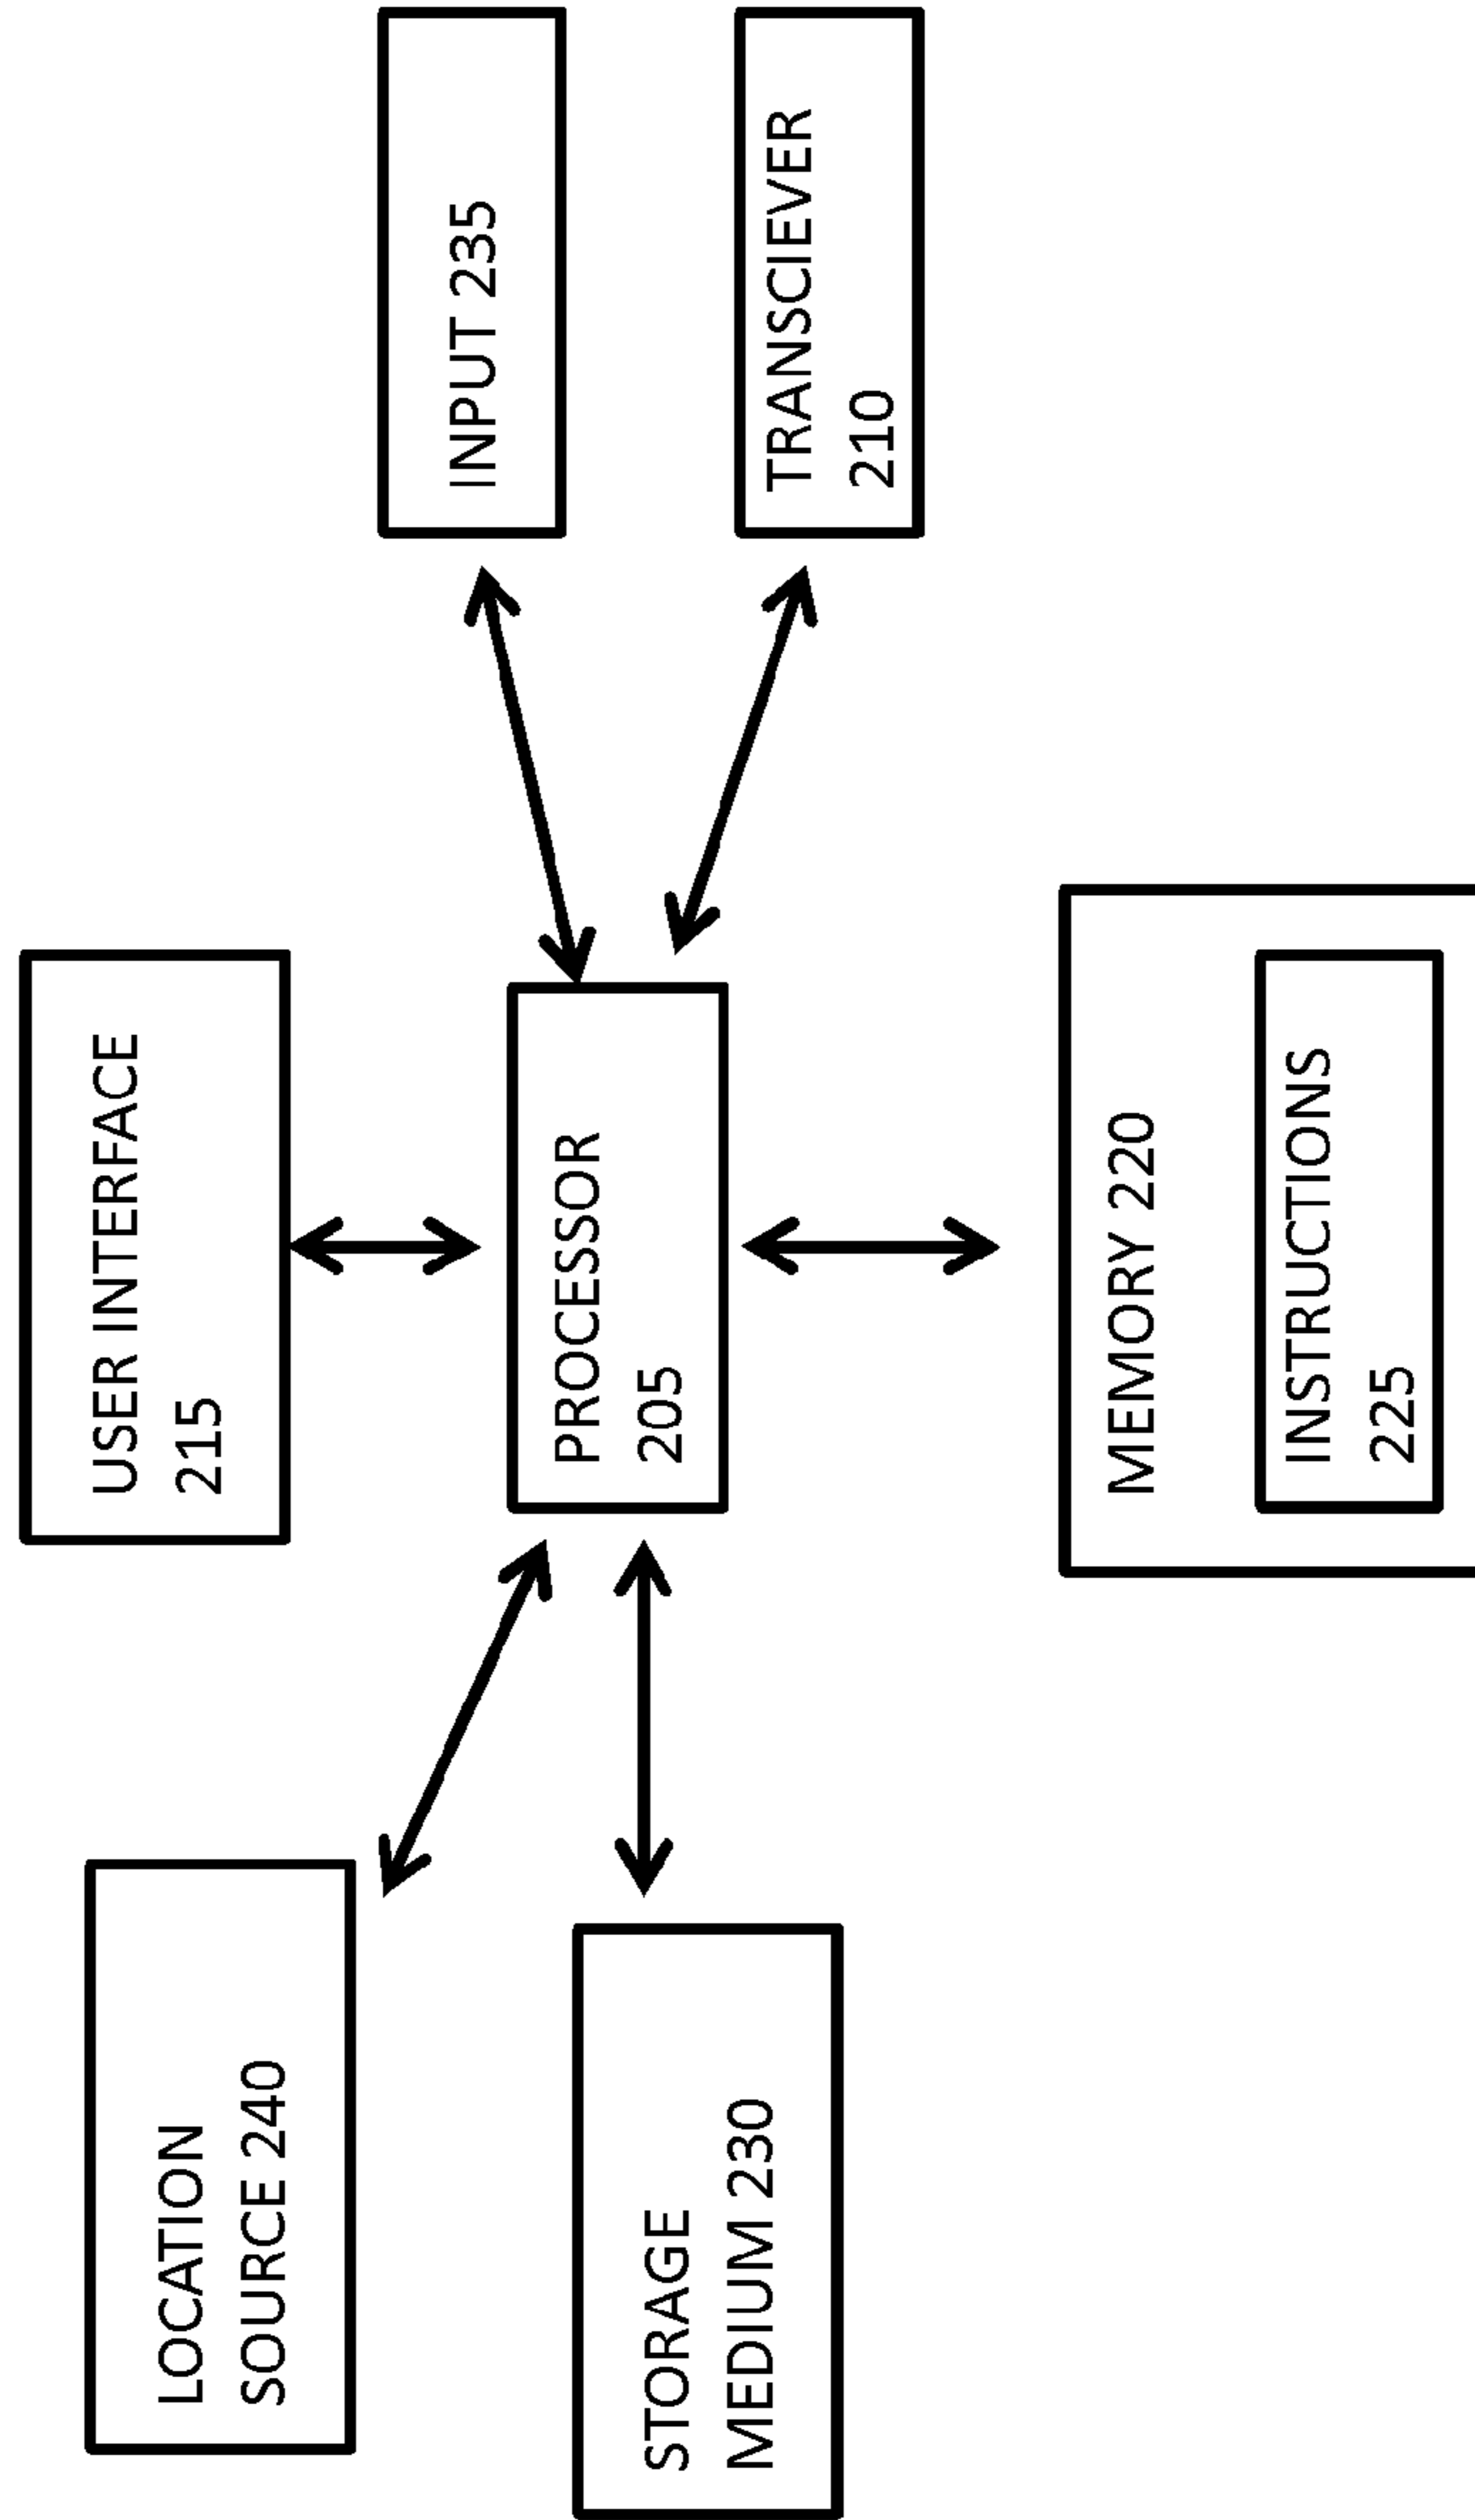 USER INTERFACE
215
LOCATION
SOURCE 240
INPUT 235
PROCESSOR
205
STORAGE
MEDIUM 230
TRANSCIEVER
210
MEMORY 220
INSTRUCTIONS
225